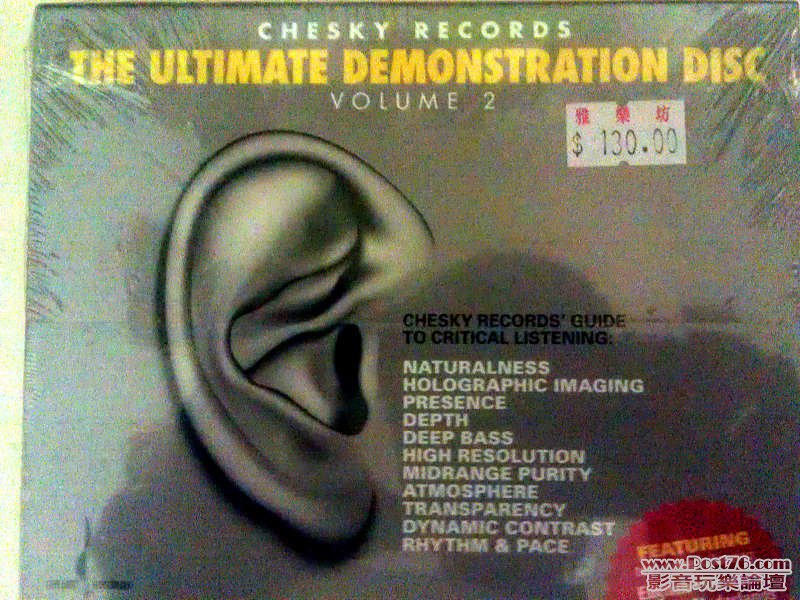 CHESKY RECORDS
THE ULTIMATE DEMONSTRATION DISC
VOLUME 2
雅樂坊
$ 130.00
CHESKY RECORDS' GUIDE
TO CRITICAL LISTENING:
NATURALNESS
HOLOGRAPHIC IMAGING
PRESENCE
DEPTH
DEEP BASS
HIGH RESOLUTION
MIDRANGE PURITY
ATMOSPHERE
TRANSPARENCY
DYNAMIC CONTRAST
RHYTHM & PACE
FEATURING
www.Post76.com
影音玩樂論壇